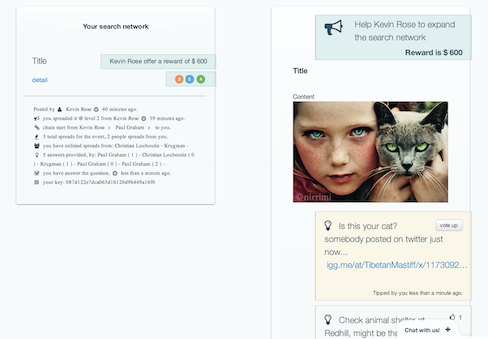 Your search network
Title
Kevin Rose offer a reward of $ 600
detail
3 5 4
Posted by Kevin Rose 40 minutes ago.
you spreaded it @ level 2 from Kevin Rose 39 minutes ago.
chain start from Kevin Rose > Paul Graham > to you.
3 total spreads for the event, 2 people spreads from you.
you have enlisted spreads from: Christian Louboutin - Krugman -
5 answers provided, by: Paul Graham ( 1 ) - Christian Louboutin ( 0
) - Krugman ( 1 ) - Paul Graham ( 0 ) - Paul Graham ( 2 ) -
you have answer the question, less than a minute ago.
your key:
Help Kevin Rose to expand
the search network
Reward is $ 600
Title
Content
©nirrimi
Is this your cat?
vote up
somebody posted on twitter just
now...
igg.me/at/TibetanMastiff/x/1173092...
Tipped by you less than a minute ago.
Check animal shelter at
1
Redhill, might be the
Chat with us! +